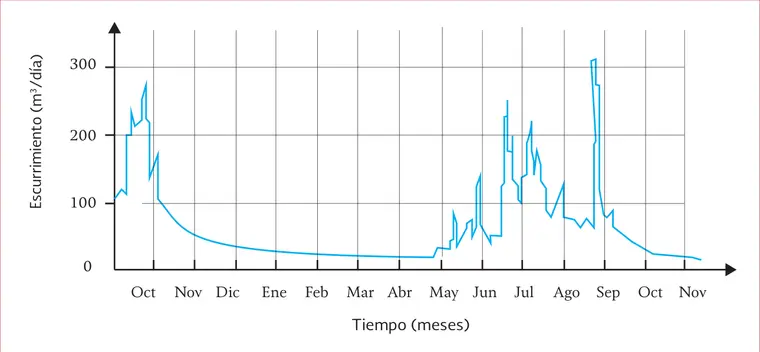 Escurrimiento (m³/día)
300
200
100
0
Oct Nov Dic Ene Feb Mar Abr May Jun Jul Ago Sep Oct Nov
Tiempo (meses)